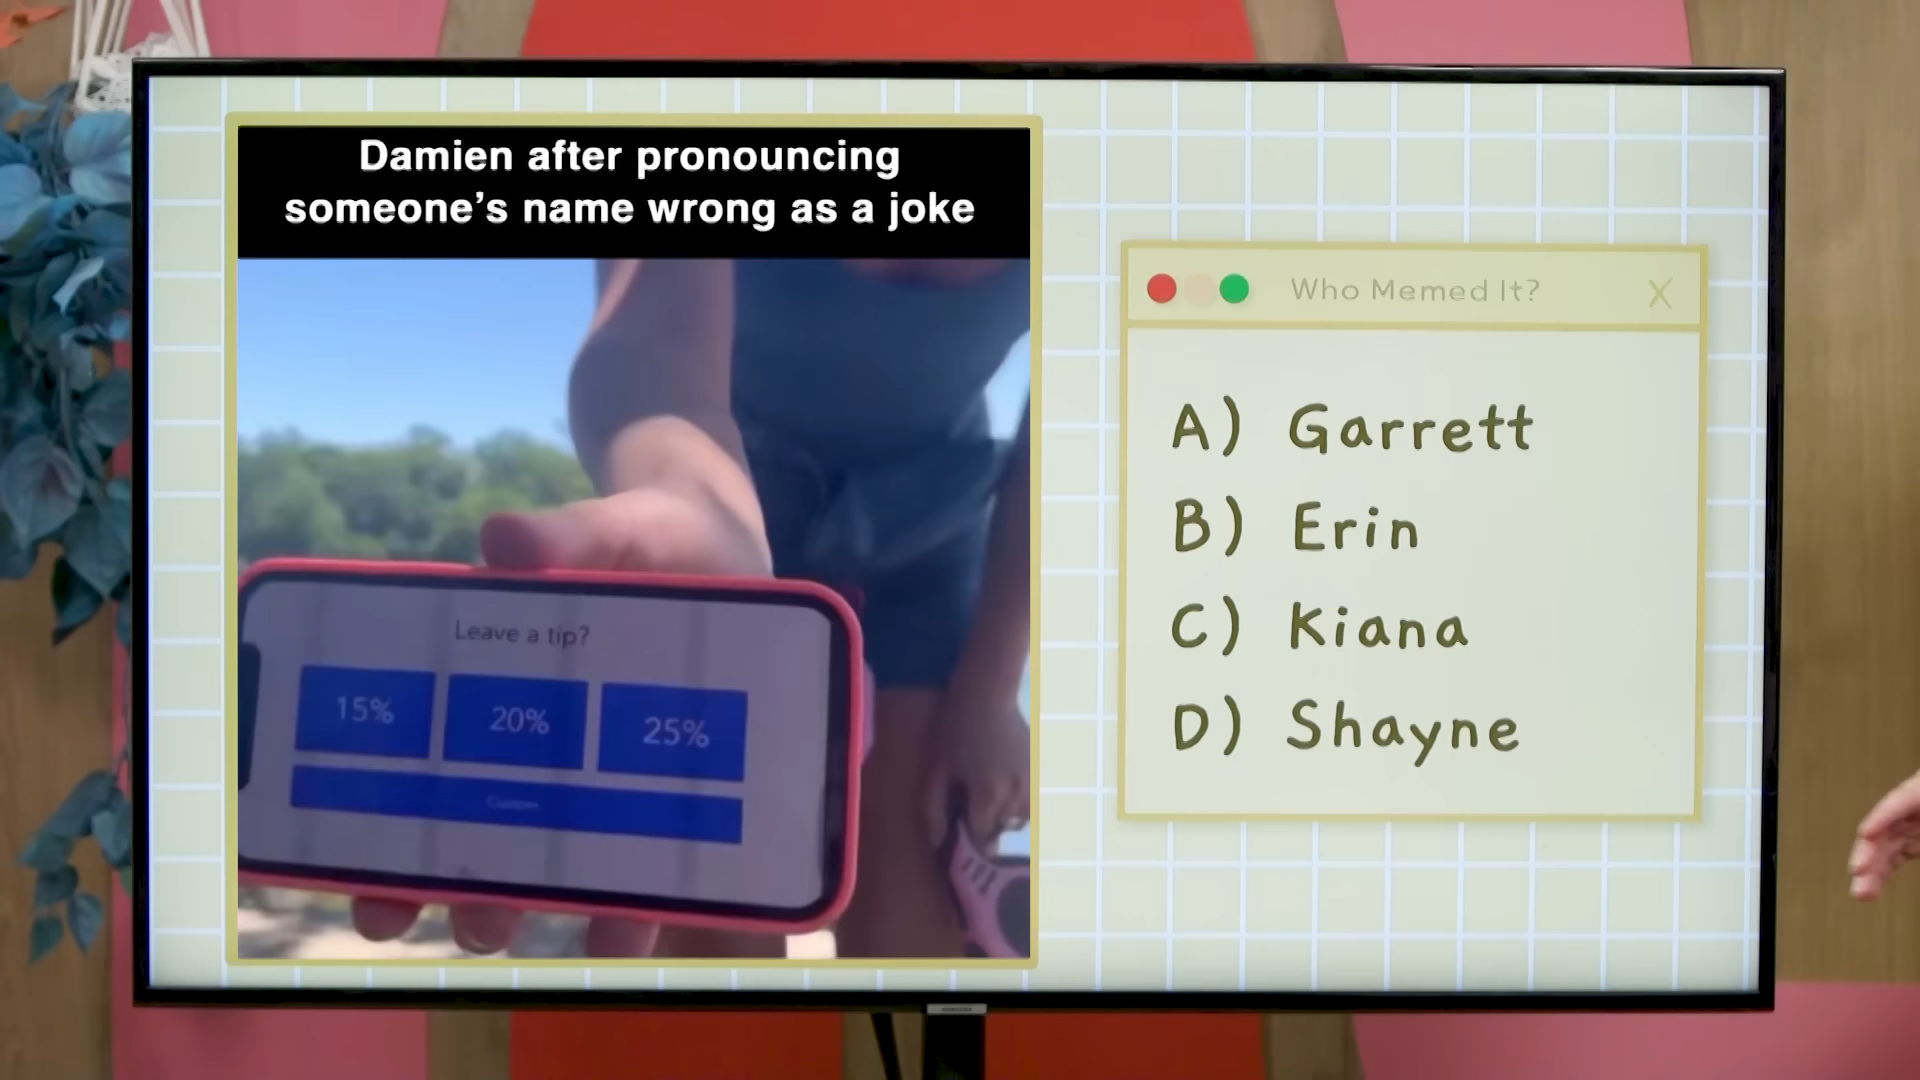 Damien after pronouncing
someone's name wrong as a joke
Leave a tip?
15% 20% 25%
Custom
Who Memed It? X
A) Garrett
B) Erin
C) Kiana
D) Shayne